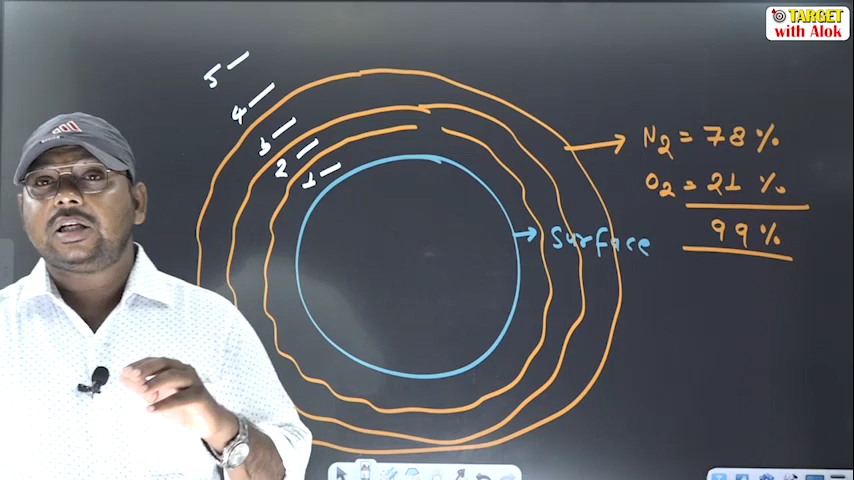 TARGET
with Alok
5
4
3
2
1
N2 = 78 %
O2 = 21 %
99 %
Surface